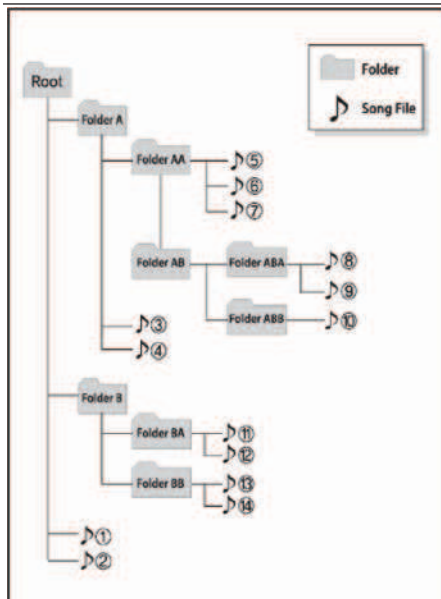 Root
Folder
Song File
Folder A
Folder AA
⑤
⑥
⑦
Folder AB
Folder ABA
⑧
⑨
Folder ABB
⑩
③
④
Folder B
Folder BA
⑪
⑫
Folder BB
⑬
⑭
①
②